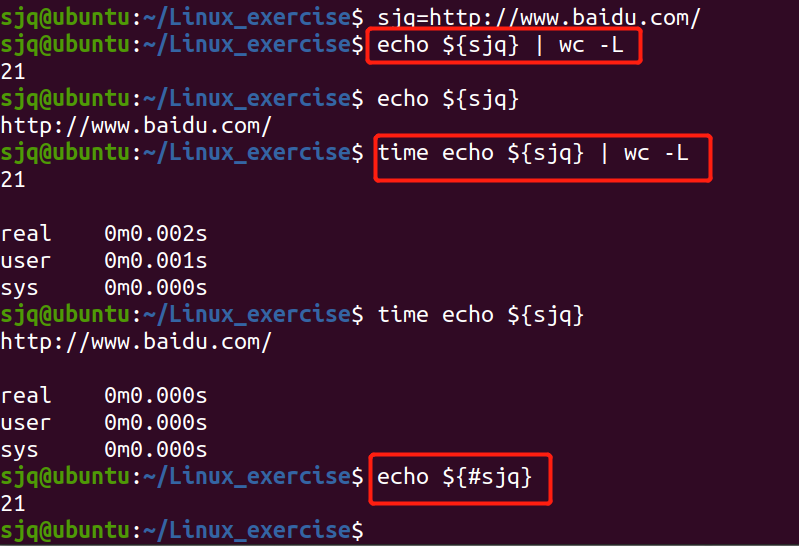 sjq@ubuntu:~/Linux_exercise$ sjq=http://www.baidu.com/
sjq@ubuntu:~/Linux_exercise$ echo ${sjq} | wc -L
21
sjq@ubuntu:~/Linux_exercise$ echo ${sjq}
http://www.baidu.com/
sjq@ubuntu:~/Linux_exercise$ time echo ${sjq} | wc -L
21
real    0m0.002s
user    0m0.001s
sys     0m0.000s
sjq@ubuntu:~/Linux_exercise$ time echo ${sjq}
http://www.baidu.com/
real    0m0.000s
user    0m0.000s
sys     0m0.000s
sjq@ubuntu:~/Linux_exercise$ echo ${#sjq}
21
sjq@ubuntu:~/Linux_exercise$